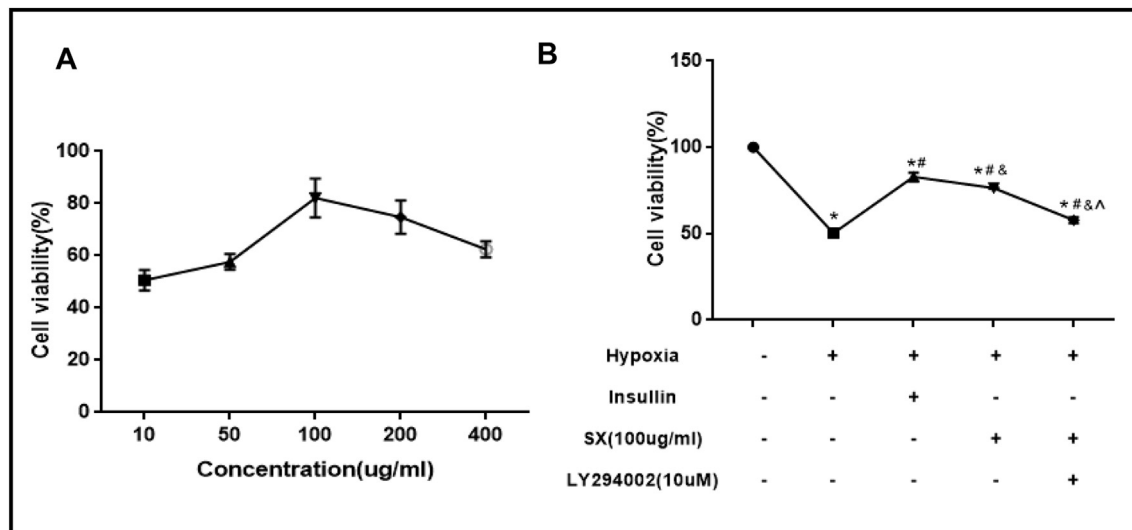 A
Cell viability(%)
100
80
60
40
20
0
10 50 100 200 400
Concentration(ug/ml)
B
Cell viability(%)
150
100
50
0
*
*#
*#&
*#&^
Hypoxia - + + + +
Insullin - - + - -
SX(100ug/ml) - - - + +
LY294002(10uM) - - - - +